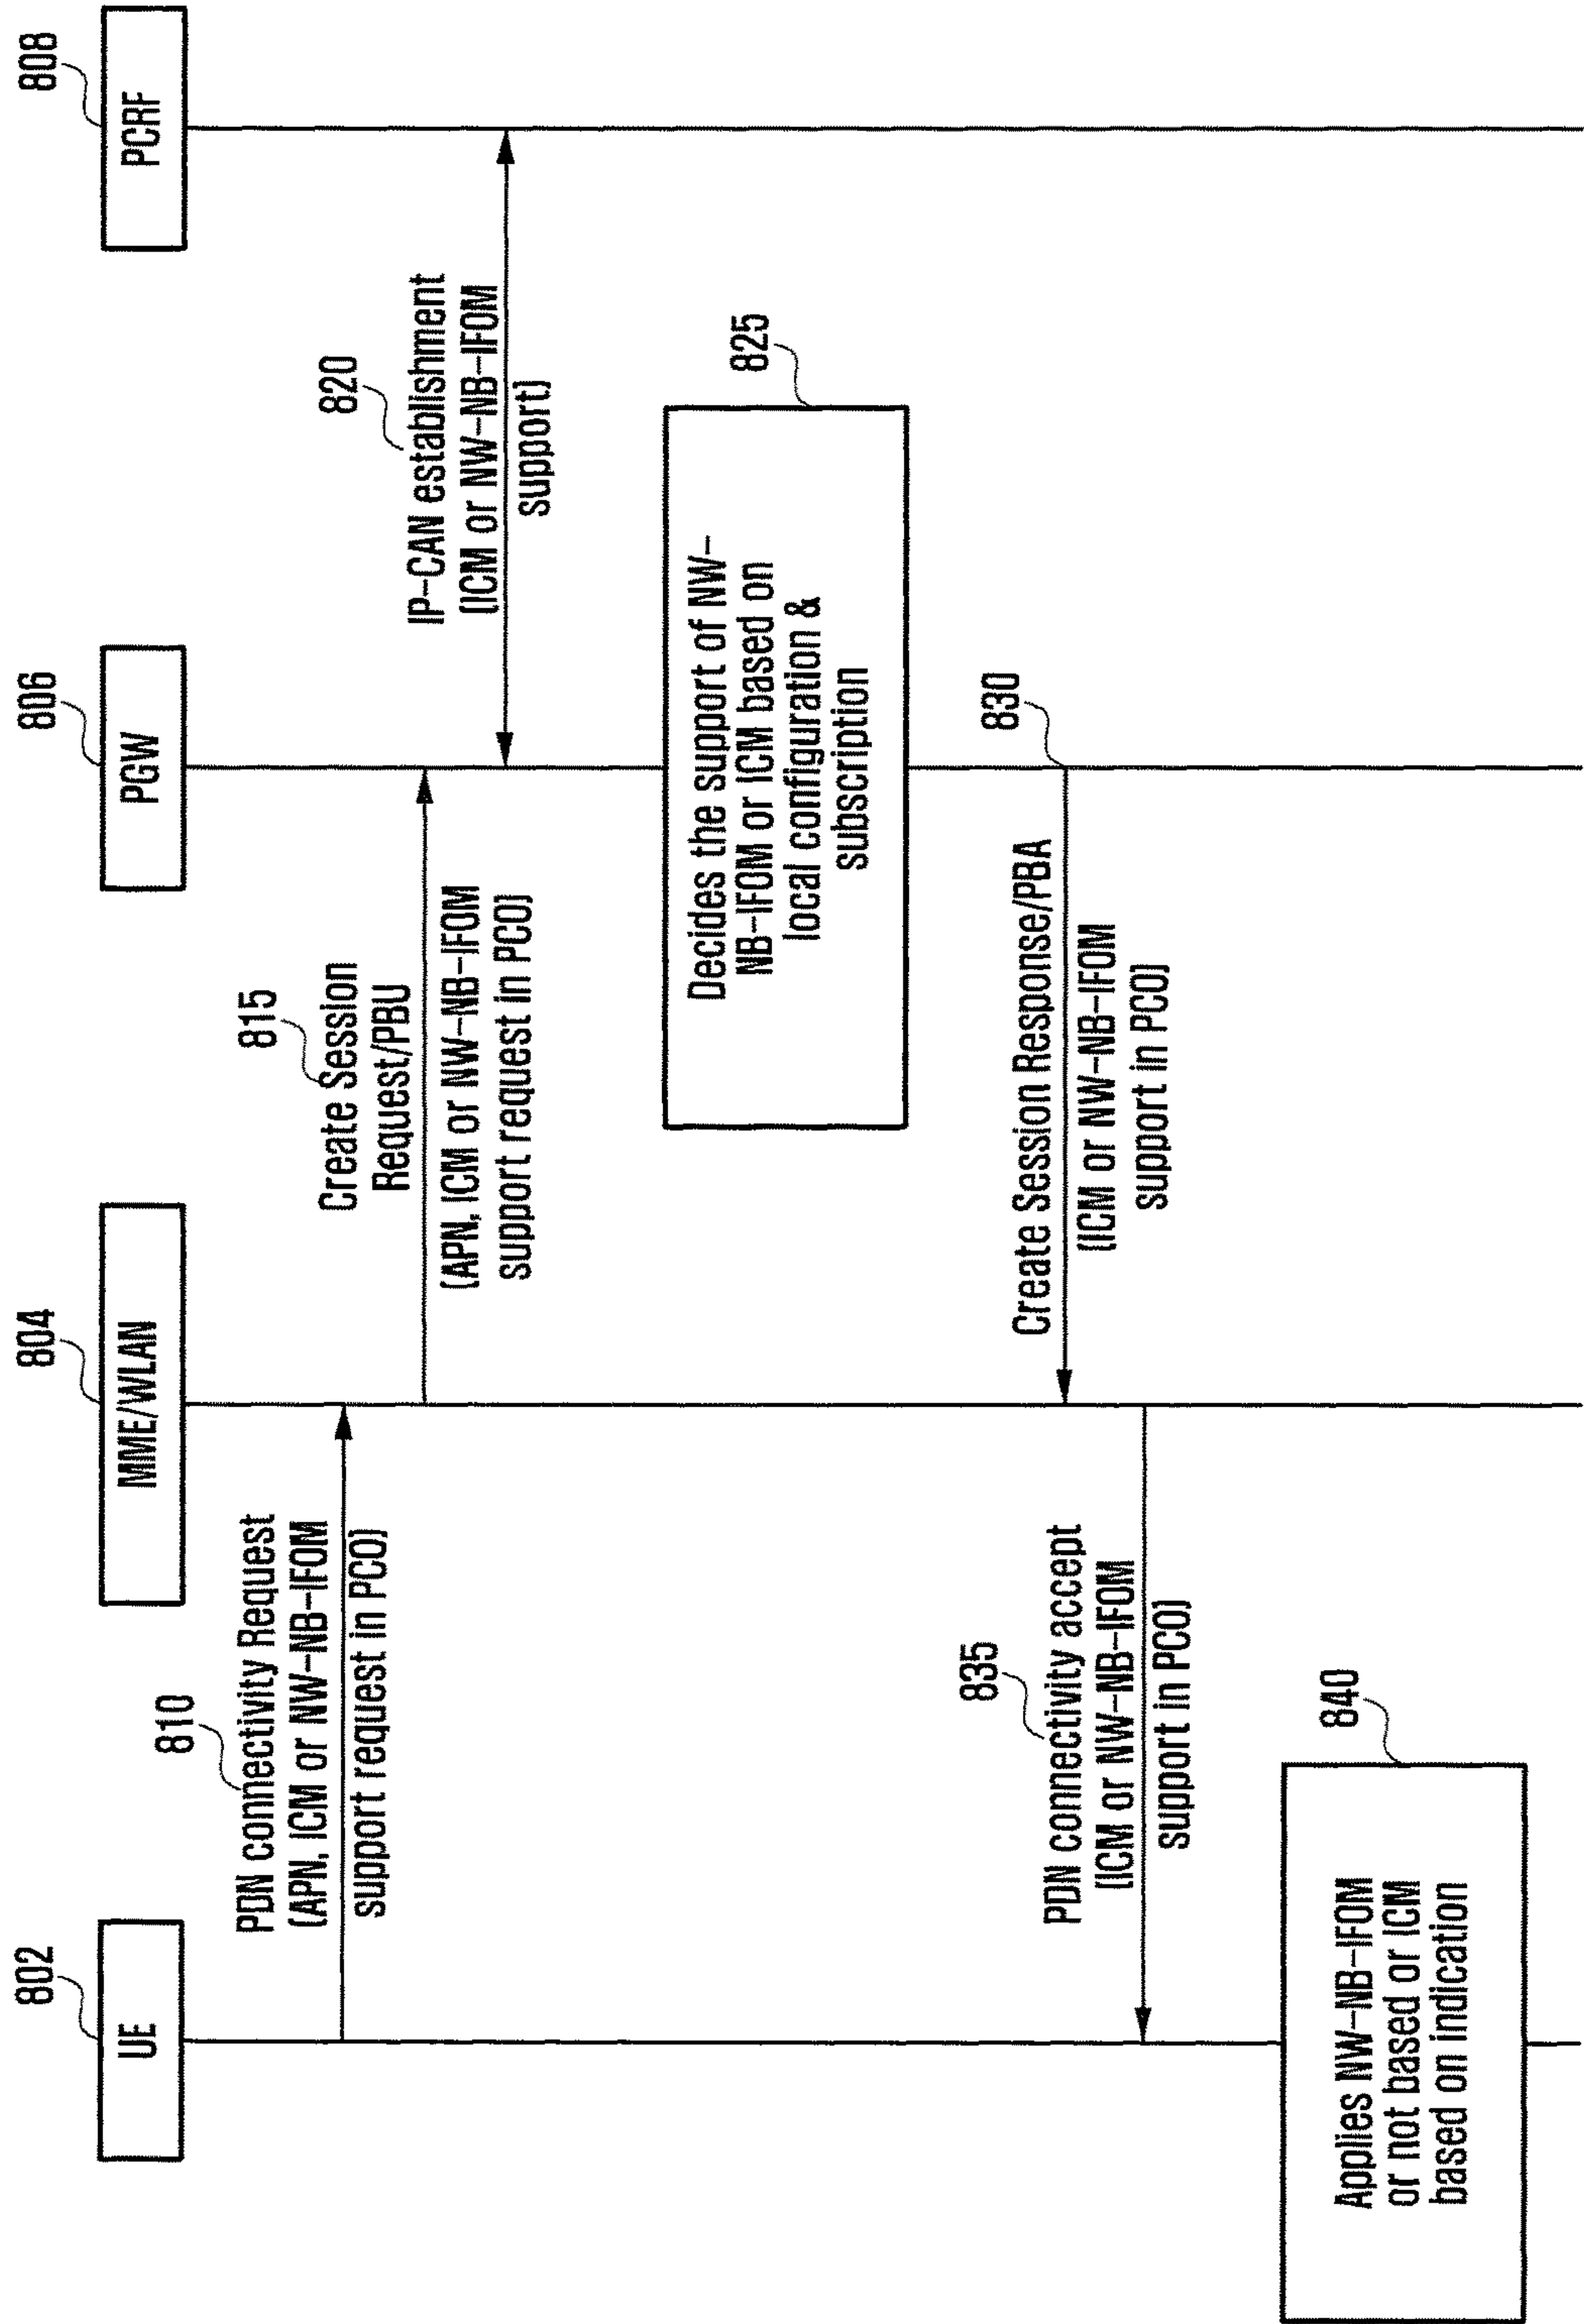 802
UE
804
MME/WLAN
806
PGW
808
PCRF
810
PDN connectivity Request
(APN, ICM or NW-NB-IFOM
support request in PCO)
815
Create Session
Request/PBU
(APN, ICM or NW-NB-IFOM
support request in PCO)
820
IP-CAN establishment
(ICM or NW-NB-IFOM
support)
825
Decides the support of NW-
NB-IFOM or ICM based on
local configuration &
subscription
830
Create Session Response/PBA
(ICM or NW-NB-IFOM
support in PCO)
835
PDN connectivity accept
(ICM or NW-NB-IFOM
support in PCO)
840
Applies NW-NB-IFOM
or not based or ICM
based on indication